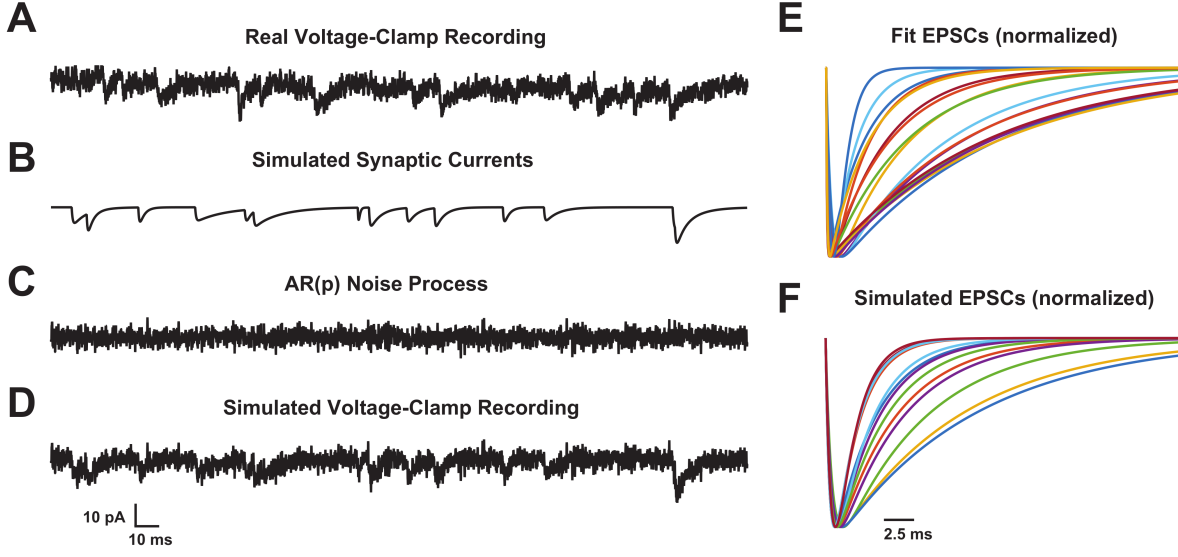 A
Real Voltage-Clamp Recording
B
Simulated Synaptic Currents
C
AR(p) Noise Process
D
Simulated Voltage-Clamp Recording
10 pA
10 ms
E
Fit EPSCs (normalized)
F
Simulated EPSCs (normalized)
2.5 ms